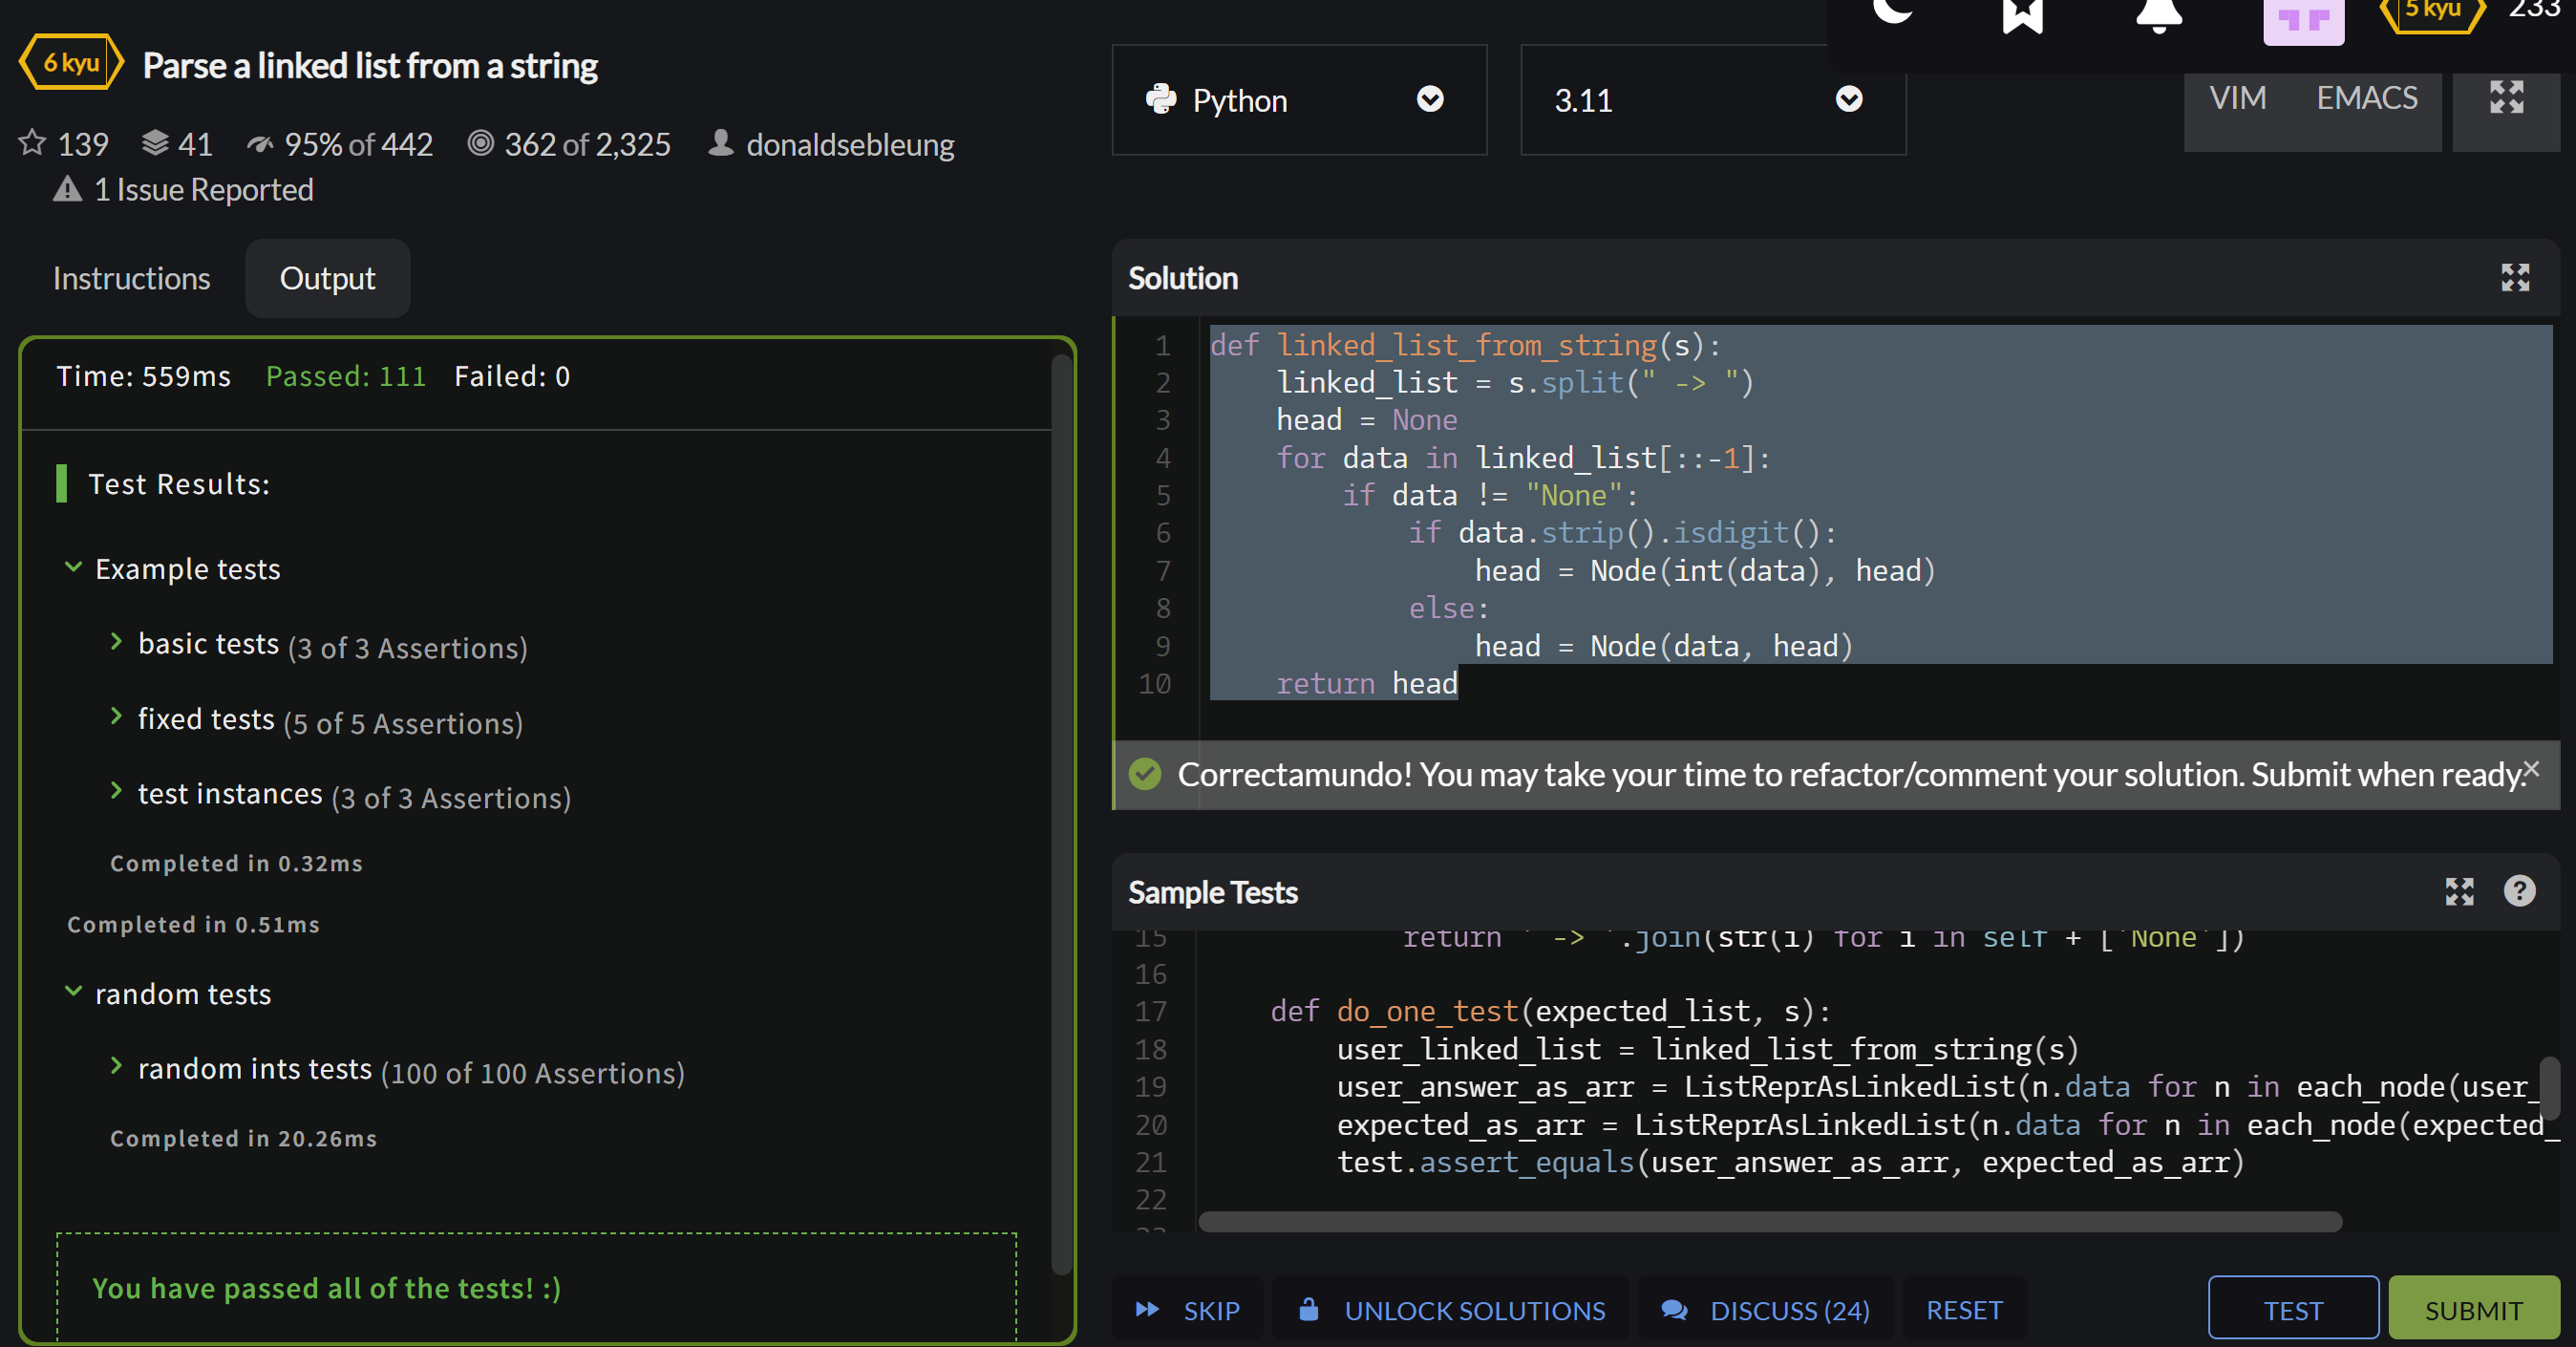 6 kyu Parse a linked list from a string
139 41 95% of 442 362 of 2,325 donaldsebleung
1 Issue Reported
Instructions Output
Time: 559ms Passed: 111 Failed: 0
Test Results:
Example tests
basic tests (3 of 3 Assertions)
fixed tests (5 of 5 Assertions)
test instances (3 of 3 Assertions)
Completed in 0.32ms
Completed in 0.51ms
random tests
random ints tests (100 of 100 Assertions)
Completed in 20.26ms
You have passed all of the tests! :)
5 kyu 233
Python 3.11 VIM EMACS
Solution
1 def linked_list_from_string(s):
2 linked_list = s.split(" -> ")
3 head = None
4 for data in linked_list[::-1]:
5 if data != "None":
6 if data.strip().isdigit():
7 head = Node(int(data), head)
8 else:
9 head = Node(data, head)
10 return head
Correctamundo! You may take your time to refactor/comment your solution. Submit when ready.
Sample Tests
15 return ' -> '.join(str(i) for i in self + ['None'])
16
17 def do_one_test(expected_list, s):
18 user_linked_list = linked_list_from_string(s)
19 user_answer_as_arr = ListReprAsLinkedList(n.data for n in each_node(user_
20 expected_as_arr = ListReprAsLinkedList(n.data for n in each_node(expected_
21 test.assert_equals(user_answer_as_arr, expected_as_arr)
22
SKIP UNLOCK SOLUTIONS DISCUSS (24) RESET TEST SUBMIT